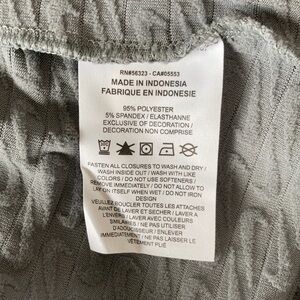 RN#56323 - CA#05553
MADE IN INDONESIA
FABRIQUE EN INDONESIE
95% POLYESTER
5% SPANDEX / ELASTHANNE
EXCLUSIVE OF DECORATION /
DECORATION NON COMPRISE
FASTEN ALL CLOSURES TO WASH AND DRY /
WASH INSIDE OUT / WASH WITH LIKE
COLORS / DO NOT USE SOFTENERS /
REMOVE IMMEDIATELY / DO NOT ALLOW TO
LAY ON ITSELF WHEN WET / DO NOT IRON
DECORATION
VEUILLEZ BOUCLER TOUTES LES ATTACHES
AVANT DE LAVER ET SECHER / LAVER A
L'ENVERS / LAVER AVEC COULEURS
SIMILAIRES / NE PAS UTILISER
D'ADOUCISSEUR / ENLEVER
IMMEDIATEMENT / NE PAS LAISSER LE
VETEMENT PLIE